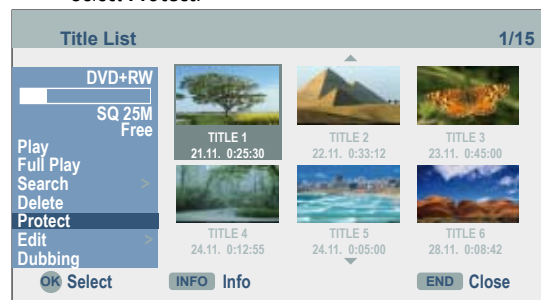 Select Protect.
Title List 1/15
DVD+RW
SQ 25M
Free
Play
Full Play
Search >
Delete
Protect
Edit >
Dubbing
TITLE 1
21.11. 0:25:30
TITLE 2
22.11. 0:33:12
TITLE 3
23.11. 0:45:00
TITLE 4
24.11. 0:12:55
TITLE 5
24.11. 0:05:00
TITLE 6
28.11. 0:08:42
OK Select INFO Info END Close